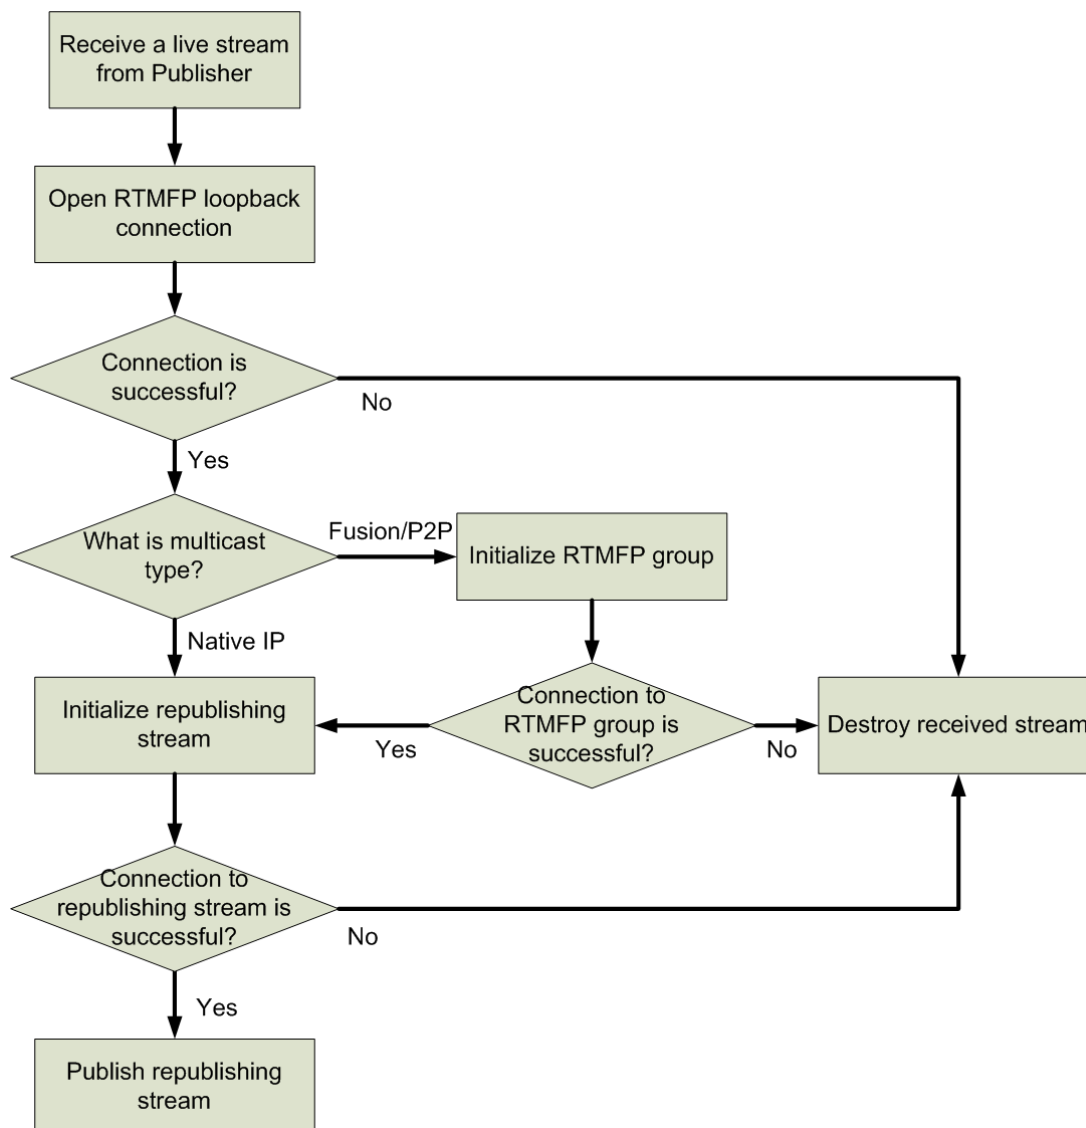 Receive a live stream
from Publisher
Open RTMFP loopback
connection
Connection is
successful?
No
Yes
What is multicast
type?
Fusion/P2P
Initialize RTMFP group
Native IP
Initialize republishing
stream
Yes
Connection to
RTMFP group is
successful?
No
Destroy received stream
Connection to
republishing stream is
successful?
No
Yes
Publish republishing
stream